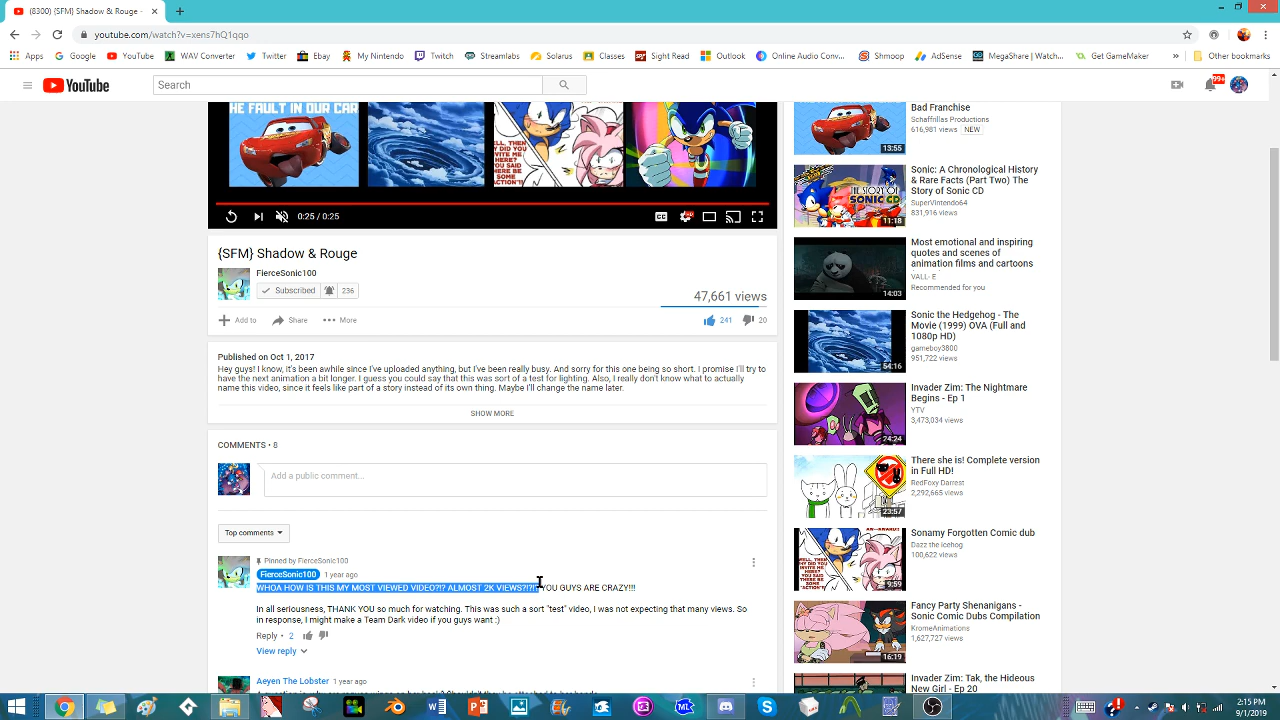 (8300) {SFM} Shadow & Rouge -
youtube.com/watch?v=xens7hQ1qqo
Apps Google YouTube WAV Converter Twitter Ebay My Nintendo Twitch Streamlabs Solarus Classes Sight Read Outlook Online Audio Conv... Shmoop AdSense MegaShare | Watch... Get GameMaker » Other bookmarks
YouTube
Search
99+
HE FAULT IN OUR CAR
0:25 / 0:25
CC
{SFM} Shadow & Rouge
FierceSonic100
Subscribed 236
47,661 views
Add to Share More
241 20
Published on Oct 1, 2017
Hey guys! I know, it's been awhile since I've uploaded anything, but I've been really busy. And sorry for this one being so short. I promise I'll try to
have the next animation a bit longer. I guess you could say that this was sort of a test for lighting. Also, I really don't know what to actually
name this video, since it feels like part of a story instead of its own thing. Maybe I'll change the name later.
SHOW MORE
COMMENTS • 8
Add a public comment...
Top comments
Pinned by FierceSonic100
FierceSonic100 1 year ago
WHOA HOW IS THIS MY MOST VIEWED VIDEO?!? ALMOST 2K VIEWS?!?!? YOU GUYS ARE CRAZY!!!
In all seriousness, THANK YOU so much for watching. This was such a sort "test" video, I was not expecting that many views. So
in response, I might make a Team Dark video if you guys want :)
Reply • 2
View reply
Aeyen The Lobster 1 year ago
Bad Franchise
Schaffrillas Productions
616,981 views NEW
13:55
Sonic: A Chronological History
& Rare Facts (Part Two) The
Story of Sonic CD
SuperVintendo64
831,916 views
THE STORY OF
SONIC CD
11:18
Most emotional and inspiring
quotes and scenes of
animation films and cartoons
VALL- E
Recommended for you
14:03
Sonic the Hedgehog - The
Movie (1999) OVA (Full and
1080p HD)
gameboy3800
951,722 views
54:16
Invader Zim: The Nightmare
Begins - Ep 1
YTV
3,473,034 views
24:24
There she is! Complete version
in Full HD!
RedFoxy Darrest
2,292,665 views
23:57
Sonamy Forgotten Comic dub
Dazz the icehog
100,622 views
9:59
Fancy Party Shenanigans -
Sonic Comic Dubs Compilation
KromeAnimations
1,627,727 views
16:19
Invader Zim: Tak, the Hideous
New Girl - Ep 20
2:15 PM
9/1/2019